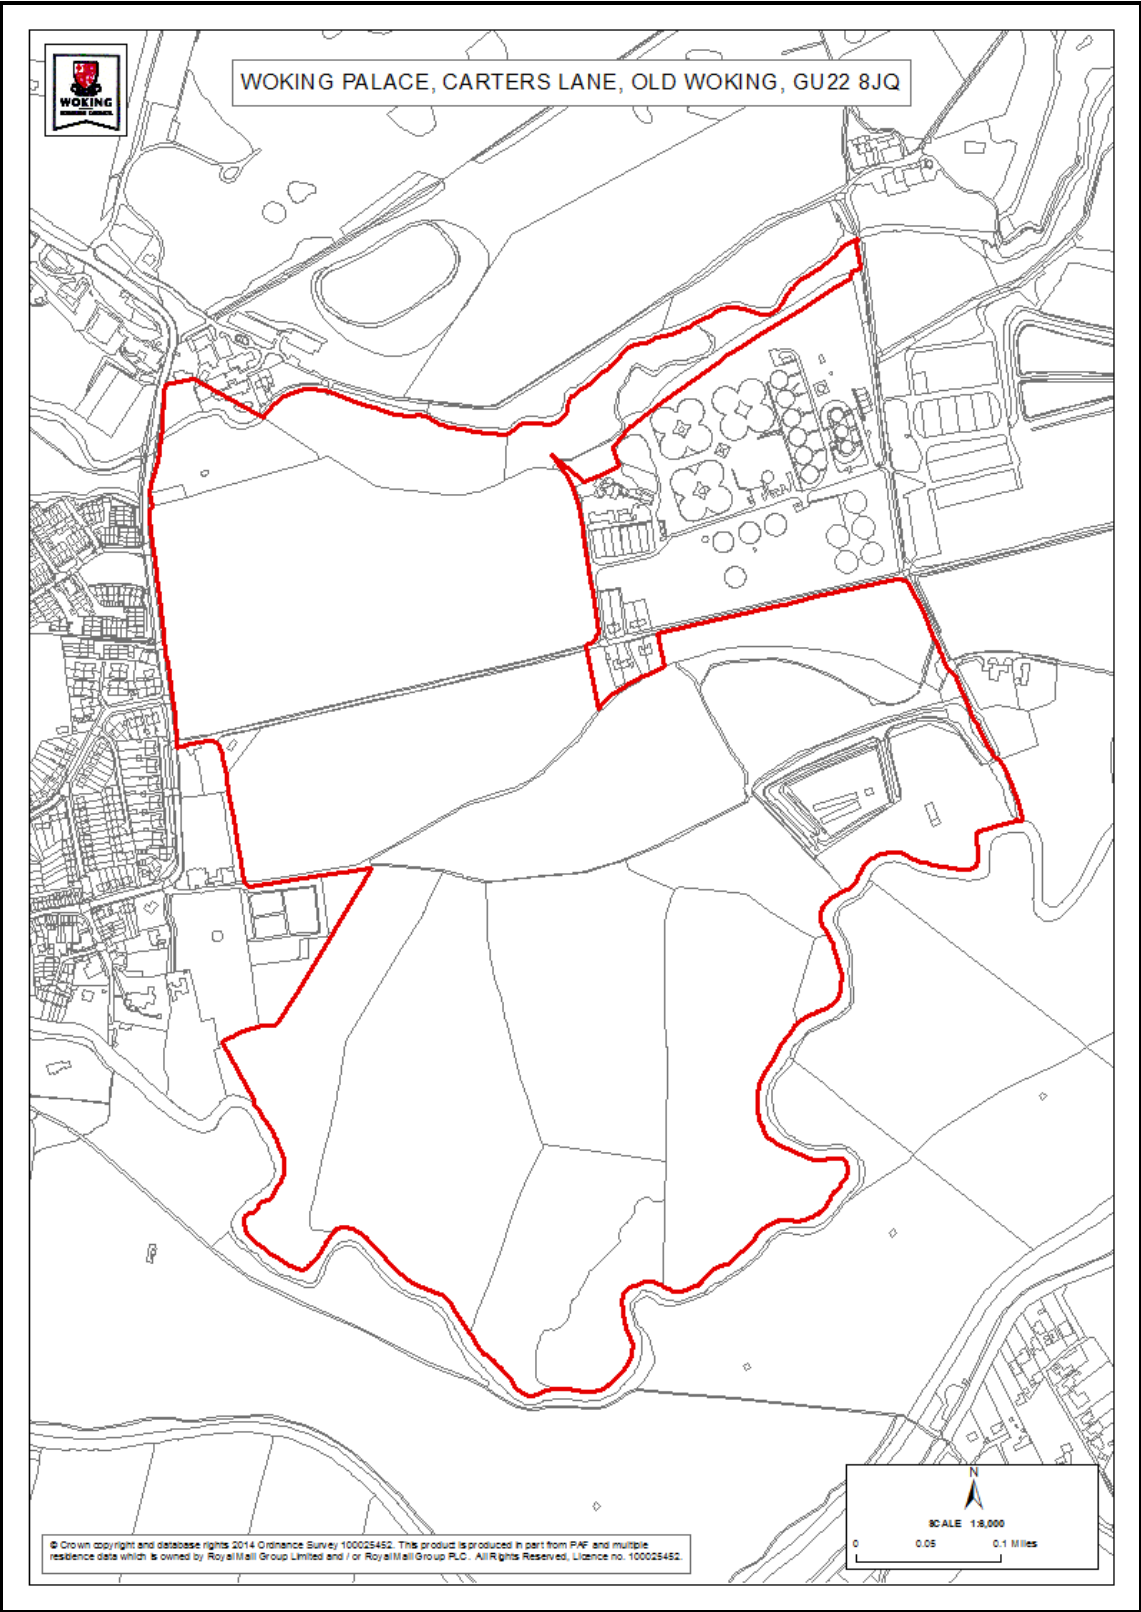 WOKING
BOROUGH COUNCIL
WOKING PALACE, CARTERS LANE, OLD WOKING, GU22 8JQ
N
SCALE 1:6,000
0 0.05 0.1 Miles
© Crown copyright and database rights 2014 Ordnance Survey 100025452. This product is produced in part from PAF and multiple
residence data which is owned by Royal Mail Group Limited and / or Royal Mail Group PLC. All Rights Reserved, Licence no. 100025452.